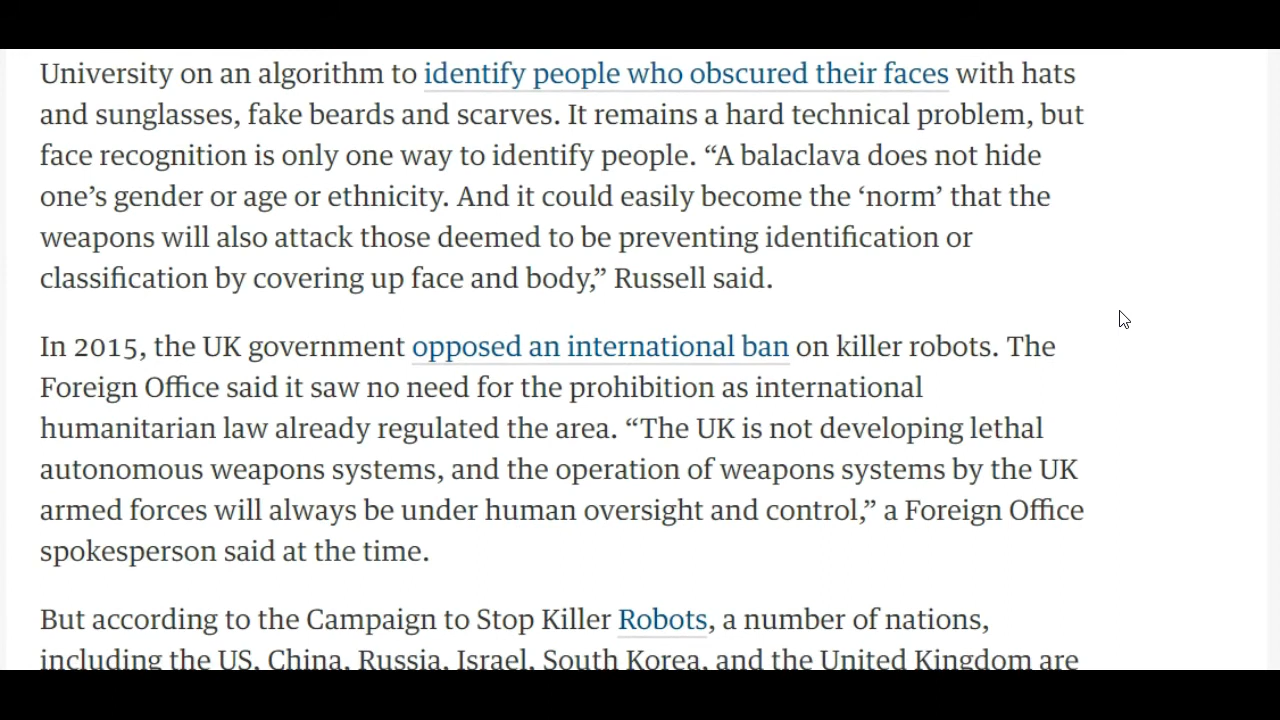 University on an algorithm to identify people who obscured their faces with hats
and sunglasses, fake beards and scarves. It remains a hard technical problem, but
face recognition is only one way to identify people. “A balaclava does not hide
one’s gender or age or ethnicity. And it could easily become the ‘norm’ that the
weapons will also attack those deemed to be preventing identification or
classification by covering up face and body,” Russell said.
In 2015, the UK government opposed an international ban on killer robots. The
Foreign Office said it saw no need for the prohibition as international
humanitarian law already regulated the area. “The UK is not developing lethal
autonomous weapons systems, and the operation of weapons systems by the UK
armed forces will always be under human oversight and control,” a Foreign Office
spokesperson said at the time.
But according to the Campaign to Stop Killer Robots, a number of nations,
including the US, China, Russia, Israel, South Korea, and the United Kingdom are